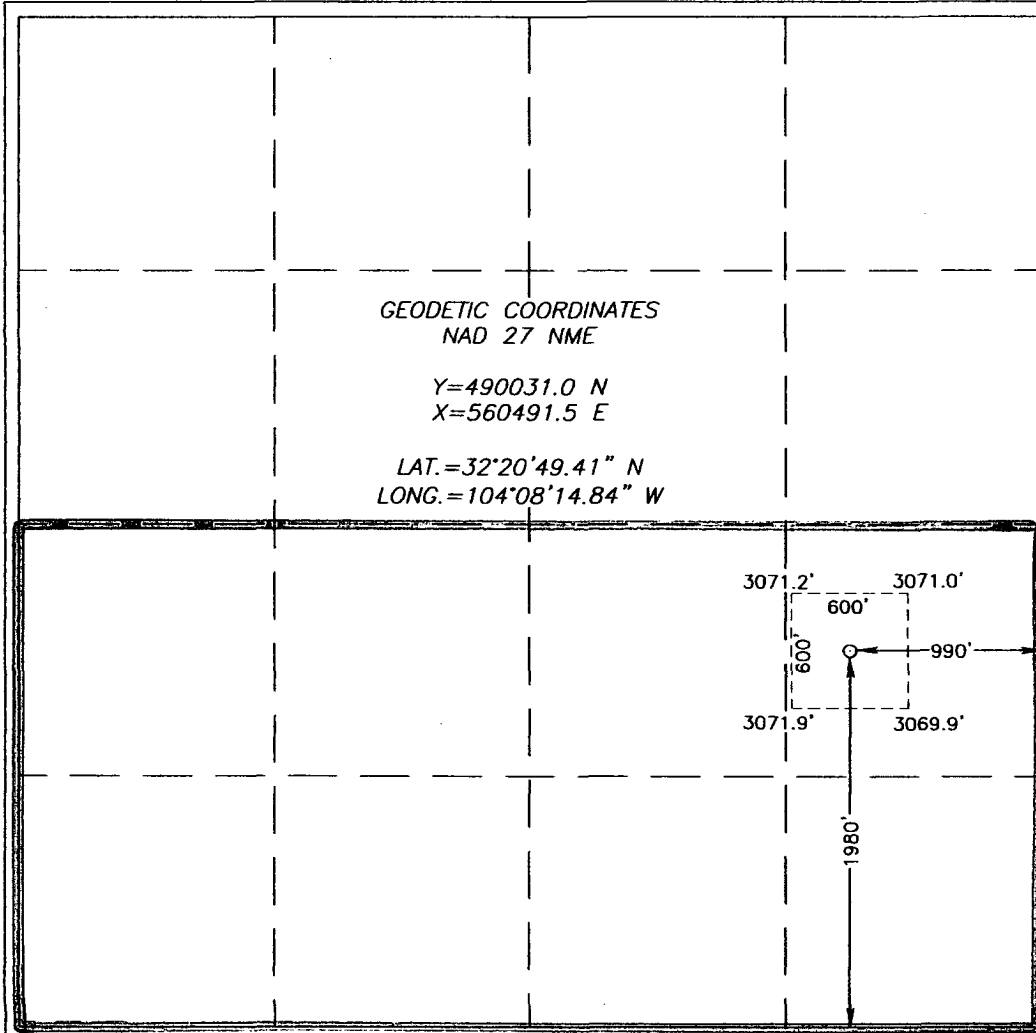 GEODETIC COORDINATES
NAD 27 NME
Y=490031.0 N
X=560491.5 E
LAT.=32°20'49.41" N
LONG.=104°08'14.84" W
3071.2' 3071.0'
600'
600'
990'
3071.9' 3069.9'
1980'